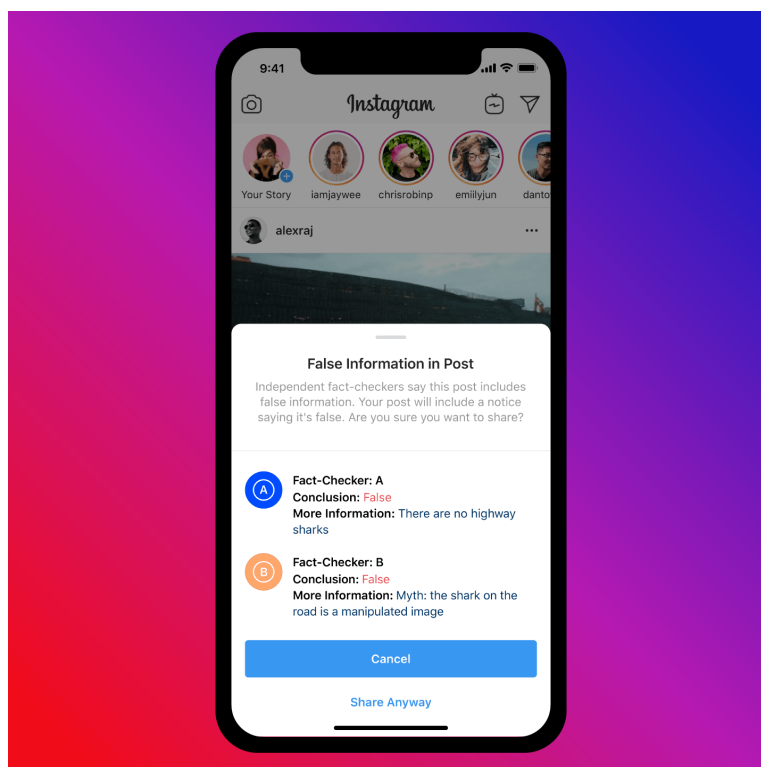 9:41
Instagram
Your Story iamjaywee chrisrobinp emiilyjun danto
alexraj
False Information in Post
Independent fact-checkers say this post includes
false information. Your post will include a notice
saying it's false. Are you sure you want to share?
A
Fact-Checker: A
Conclusion: False
More Information: There are no highway
sharks
B
Fact-Checker: B
Conclusion: False
More Information: Myth: the shark on the
road is a manipulated image
Cancel
Share Anyway